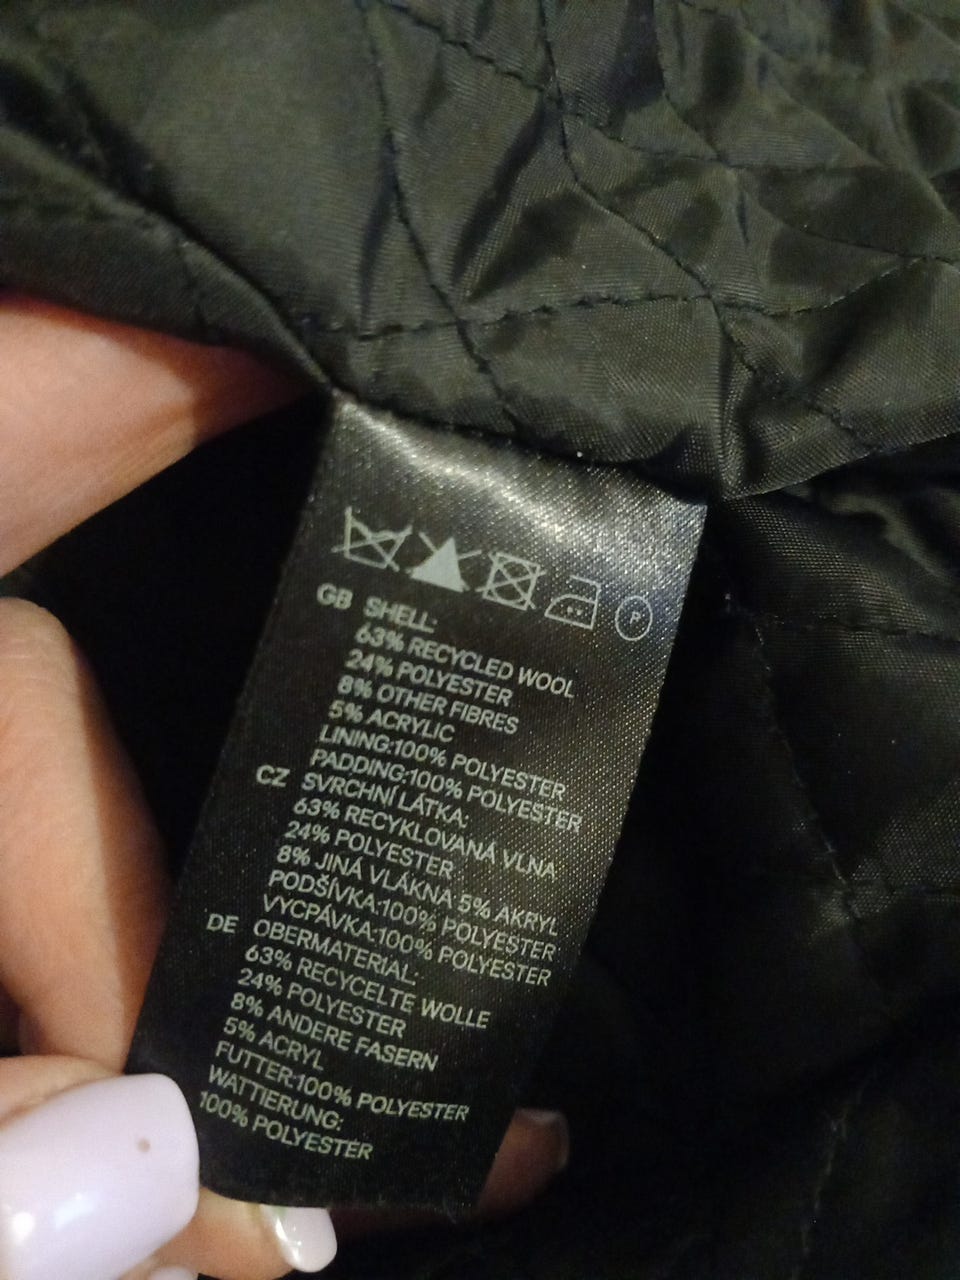 P
GB SHELL:
63% RECYCLED WOOL
24% POLYESTER
8% OTHER FIBRES
5% ACRYLIC
LINING:100% POLYESTER
PADDING:100% POLYESTER
CZ SVRCHNÍ LÁTKA:
63% RECYKLOVANÁ VLNA
24% POLYESTER
8% JINÁ VLÁKNA 5% AKRYL
PODŠÍVKA:100% POLYESTER
VYCPÁVKA:100% POLYESTER
DE OBERMATERIAL:
63% RECYCELTE WOLLE
24% POLYESTER
8% ANDERE FASERN
5% ACRYL
FUTTER:100% POLYESTER
WATTIERUNG:
100% POLYESTER